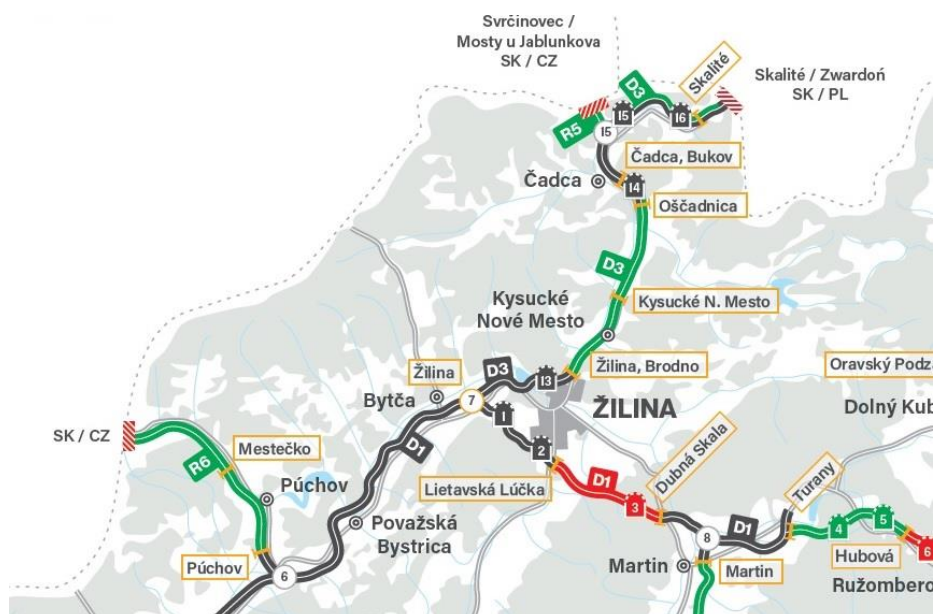 Svrčinovec /
Mosty u Jablunkova
SK / CZ
Skalité
Skalité / Zwardoń
SK / PL
D3
R5
I5
I6
I5
Čadca, Bukov
Čadca
I4
Oščadnica
D3
Kysucké
Nové Mesto
Kysucké N. Mesto
Žilina
D3
I3
Žilina, Brodno
Oravský Podz
Bytča
7
1
ŽILINA
Dolný Kub
SK / CZ
Mestečko
D1
2
R6
Púchov
Lietavská Lúčka
D1
Dubná Skala
Turany
3
Považská
Bystrica
8
D1
4
5
6
Púchov
6
Martin
Martin
Hubová
Ružombero